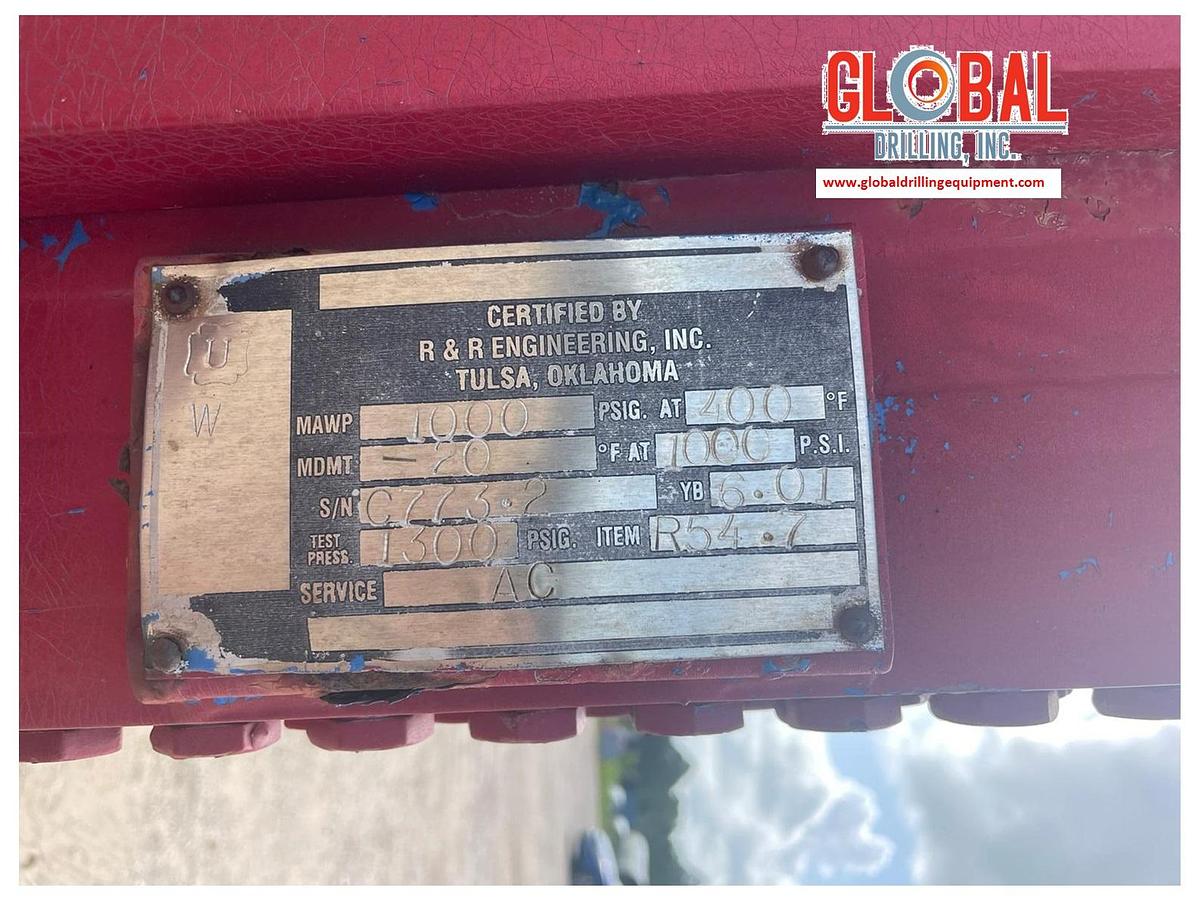 GLOBAL
DRILLING, INC.
www.globaldrillingequipment.com
CERTIFIED BY
R & R ENGINEERING, INC.
TULSA, OKLAHOMA
U
W
MAWP 1000 PSIG. AT 400 °F
MDMT -20 °F AT 1000 P.S.I.
S/N C773.2 YB 6.01
TEST PRESS. 1300 PSIG. ITEM R54.7
SERVICE AC